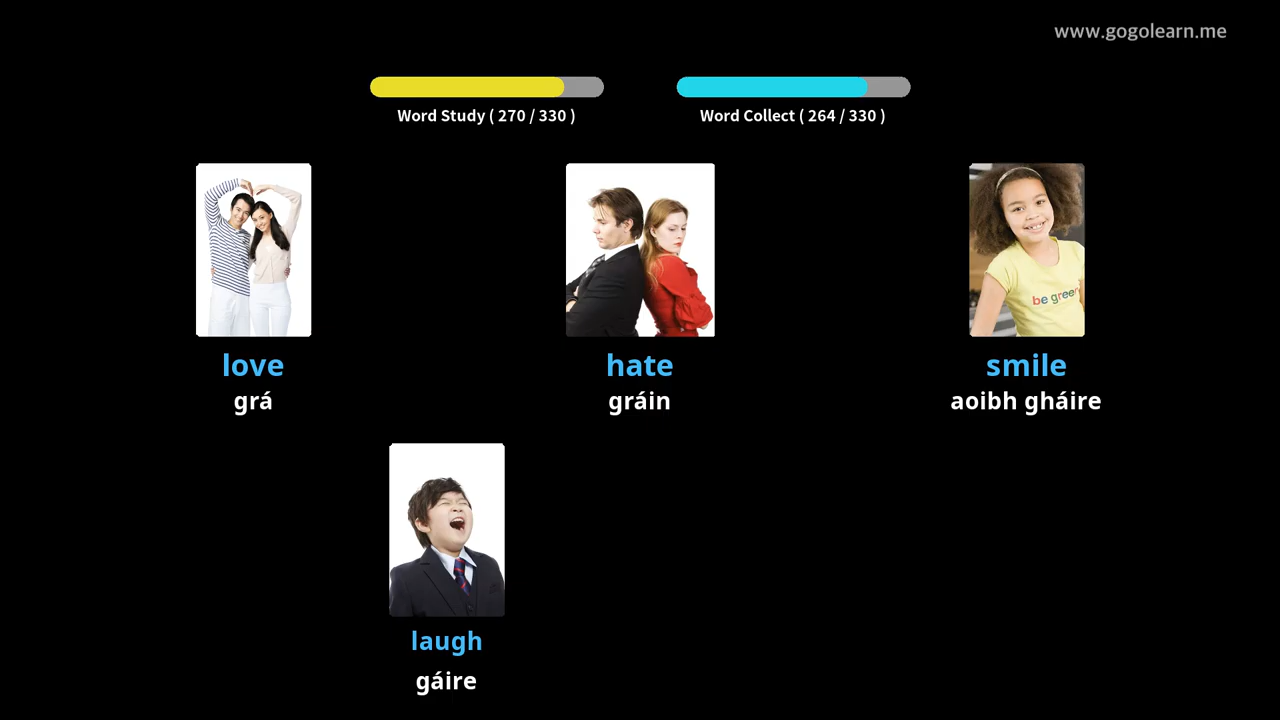 www.gogolearn.me
Word Study ( 270 / 330 )
Word Collect ( 264 / 330 )
be green
love
hate
smile
grá
gráin
aoibh gháire
laugh
gáire